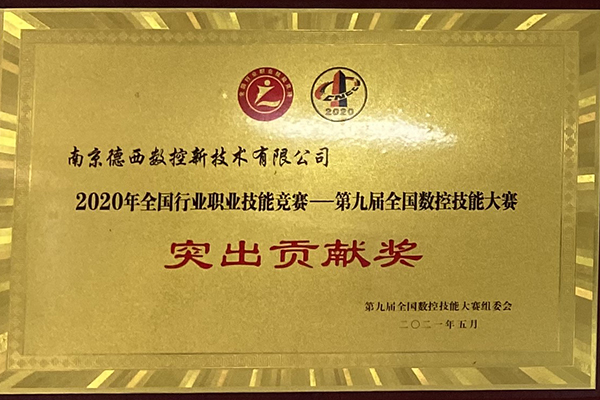 CNCC
2020
南京德西数控新技术有限公司
2020年全国行业职业技能竞赛——第九届全国数控技能大赛
突出贡献奖
第九届全国数控技能大赛组委会
二〇二一年五月